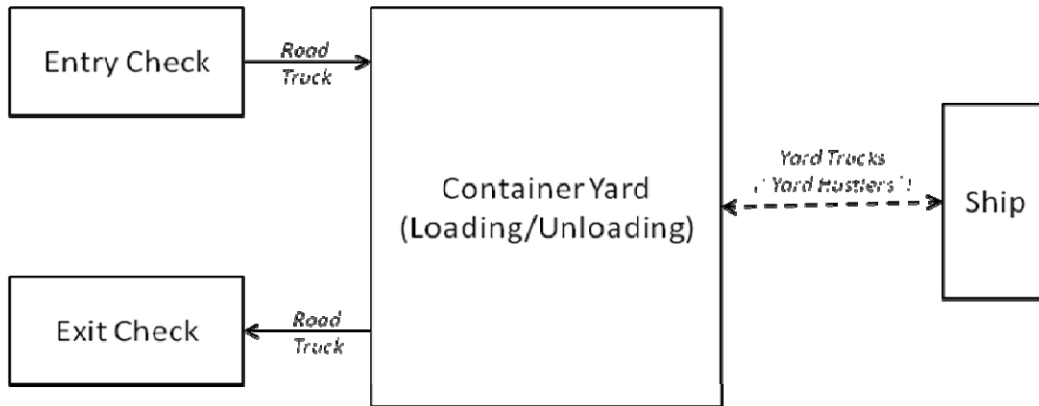 Entry Check
Road
Truck
Container Yard
(Loading/Unloading)
Yard Trucks
("Yard Hustlers")
Ship
Exit Check
Road
Truck